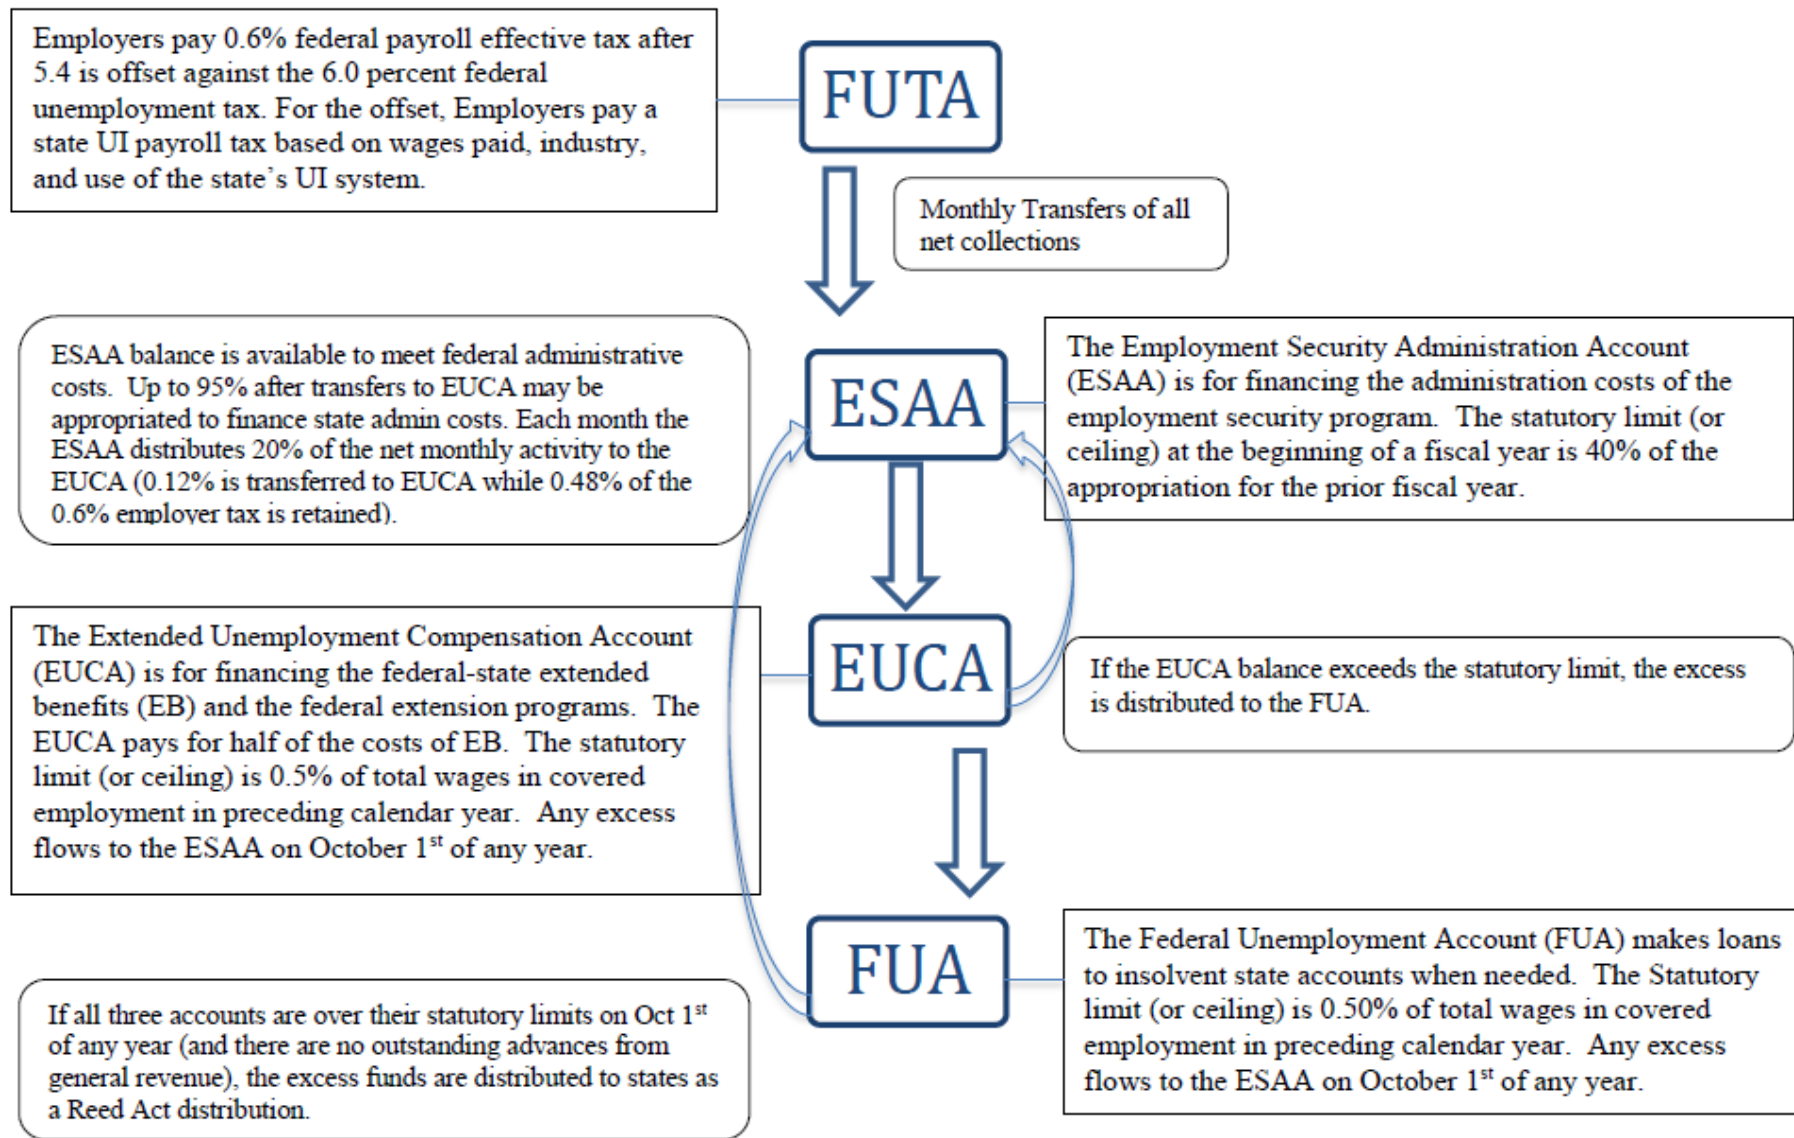 Employers pay 0.6% federal payroll effective tax after
5.4 is offset against the 6.0 percent federal
unemployment tax. For the offset, Employers pay a
state UI payroll tax based on wages paid, industry,
and use of the state’s UI system.
FUTA
Monthly Transfers of all
net collections
ESAA balance is available to meet federal administrative
costs.  Up to 95% after transfers to EUCA may be
appropriated to finance state admin costs. Each month the
ESAA distributes 20% of the net monthly activity to the
EUCA (0.12% is transferred to EUCA while 0.48% of the
0.6% employer tax is retained).
ESAA
The Employment Security Administration Account
(ESAA) is for financing the administration costs of the
employment security program.  The statutory limit (or
ceiling) at the beginning of a fiscal year is 40% of the
appropriation for the prior fiscal year.
The Extended Unemployment Compensation Account
(EUCA) is for financing the federal-state extended
benefits (EB) and the federal extension programs.  The
EUCA pays for half of the costs of EB.  The statutory
limit (or ceiling) is 0.5% of total wages in covered
employment in preceding calendar year.  Any excess
flows to the ESAA on October 1st of any year.
EUCA
If the EUCA balance exceeds the statutory limit, the excess
is distributed to the FUA.
FUA
The Federal Unemployment Account (FUA) makes loans
to insolvent state accounts when needed.  The Statutory
limit (or ceiling) is 0.50% of total wages in covered
employment in preceding calendar year.  Any excess
flows to the ESAA on October 1st of any year.
If all three accounts are over their statutory limits on Oct 1st
of any year (and there are no outstanding advances from
general revenue), the excess funds are distributed to states as
a Reed Act distribution.